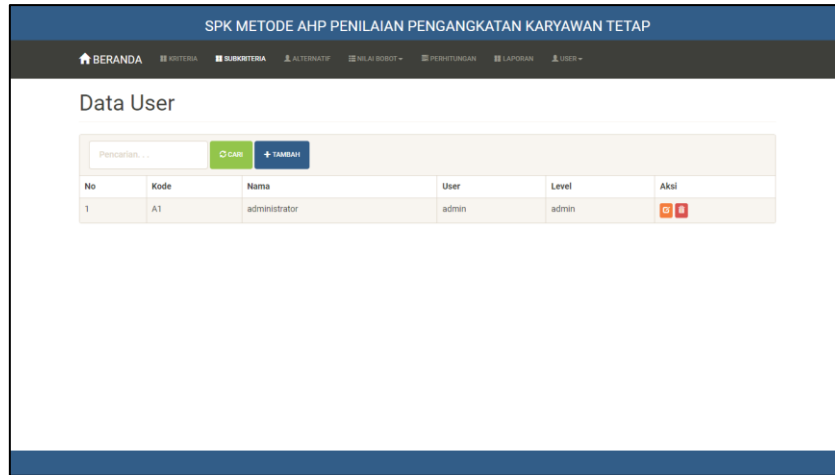 SPK METODE AHP PENILAIAN PENGANGKATAN KARYAWAN TETAP
BERANDA KRITERIA SUBKRITERIA ALTERNATIF NILAI BOBOT PERHITUNGAN LAPORAN USER
Data User
Pencarian. . . CARI TAMBAH
No Kode Nama User Level Aksi
1 A1 administrator admin admin